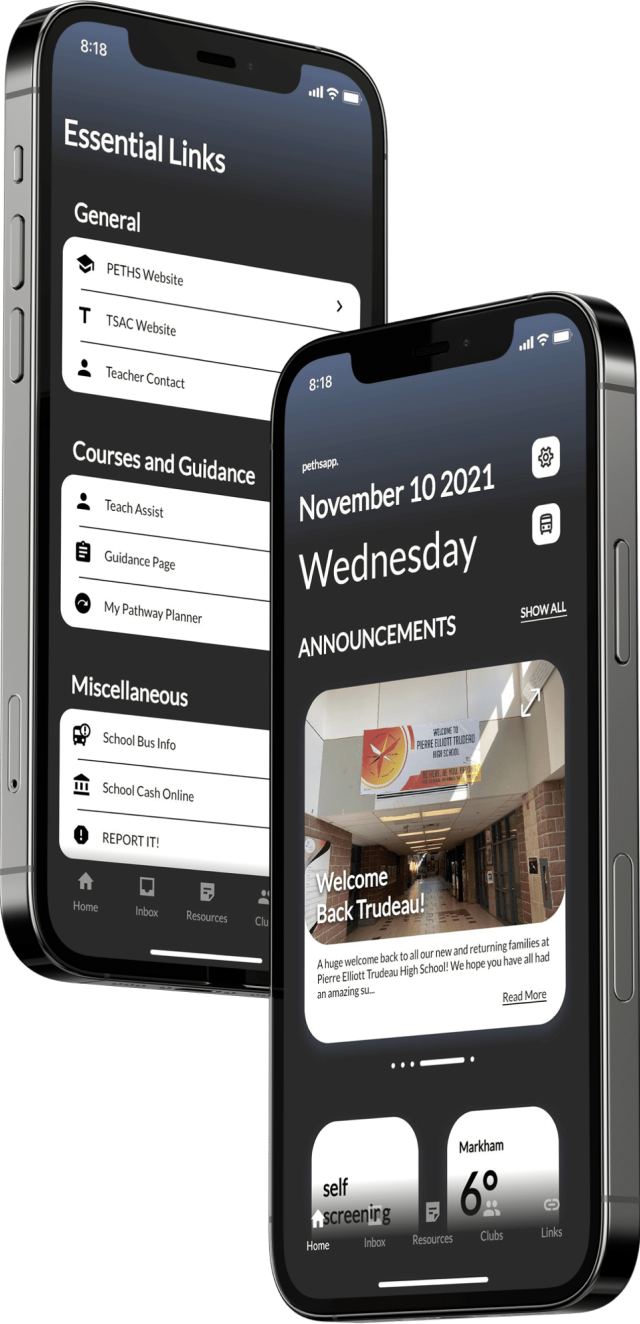 8:18
Essential Links
General
PETHS Website
TSAC Website
Teacher Contact
Courses and Guidance
Teach Assist
Guidance Page
My Pathway Planner
Miscellaneous
School Bus Info
School Cash Online
REPORT IT!
Home
Inbox
Resources
Clu
8:18
pethsapp.
November 10 2021
Wednesday
ANNOUNCEMENTS
SHOW ALL
WELCOME TO
PIERRE ELLIOTT TRUDEAU
HIGH SCHOOL
Welcome
Back Trudeau!
A huge welcome back to all our new and returning families at
Pierre Elliott Trudeau High School! We hope you have all had
an amazing su...
Read More
self
screening
Markham
6°
Home
Inbox
Resources
Clubs
Links